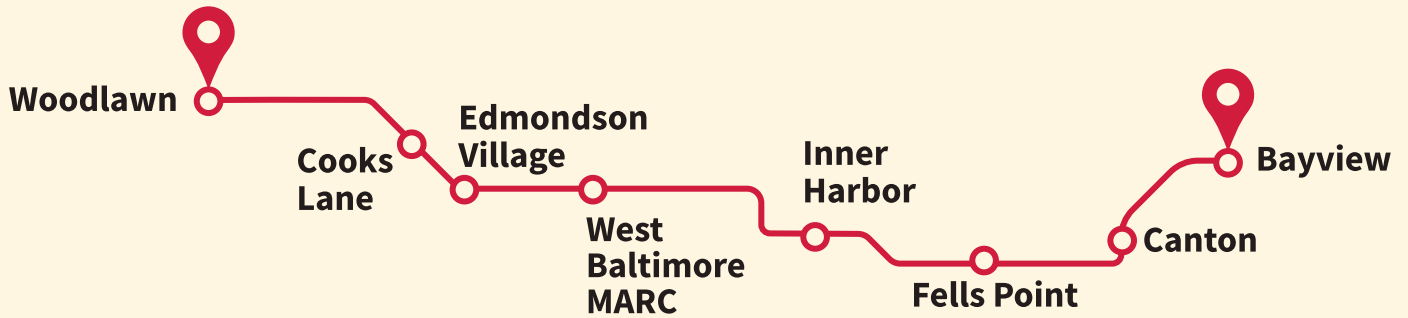 Woodlawn
Cooks
Lane
Edmondson
Village
West
Baltimore
MARC
Inner
Harbor
Fells Point
Canton
Bayview